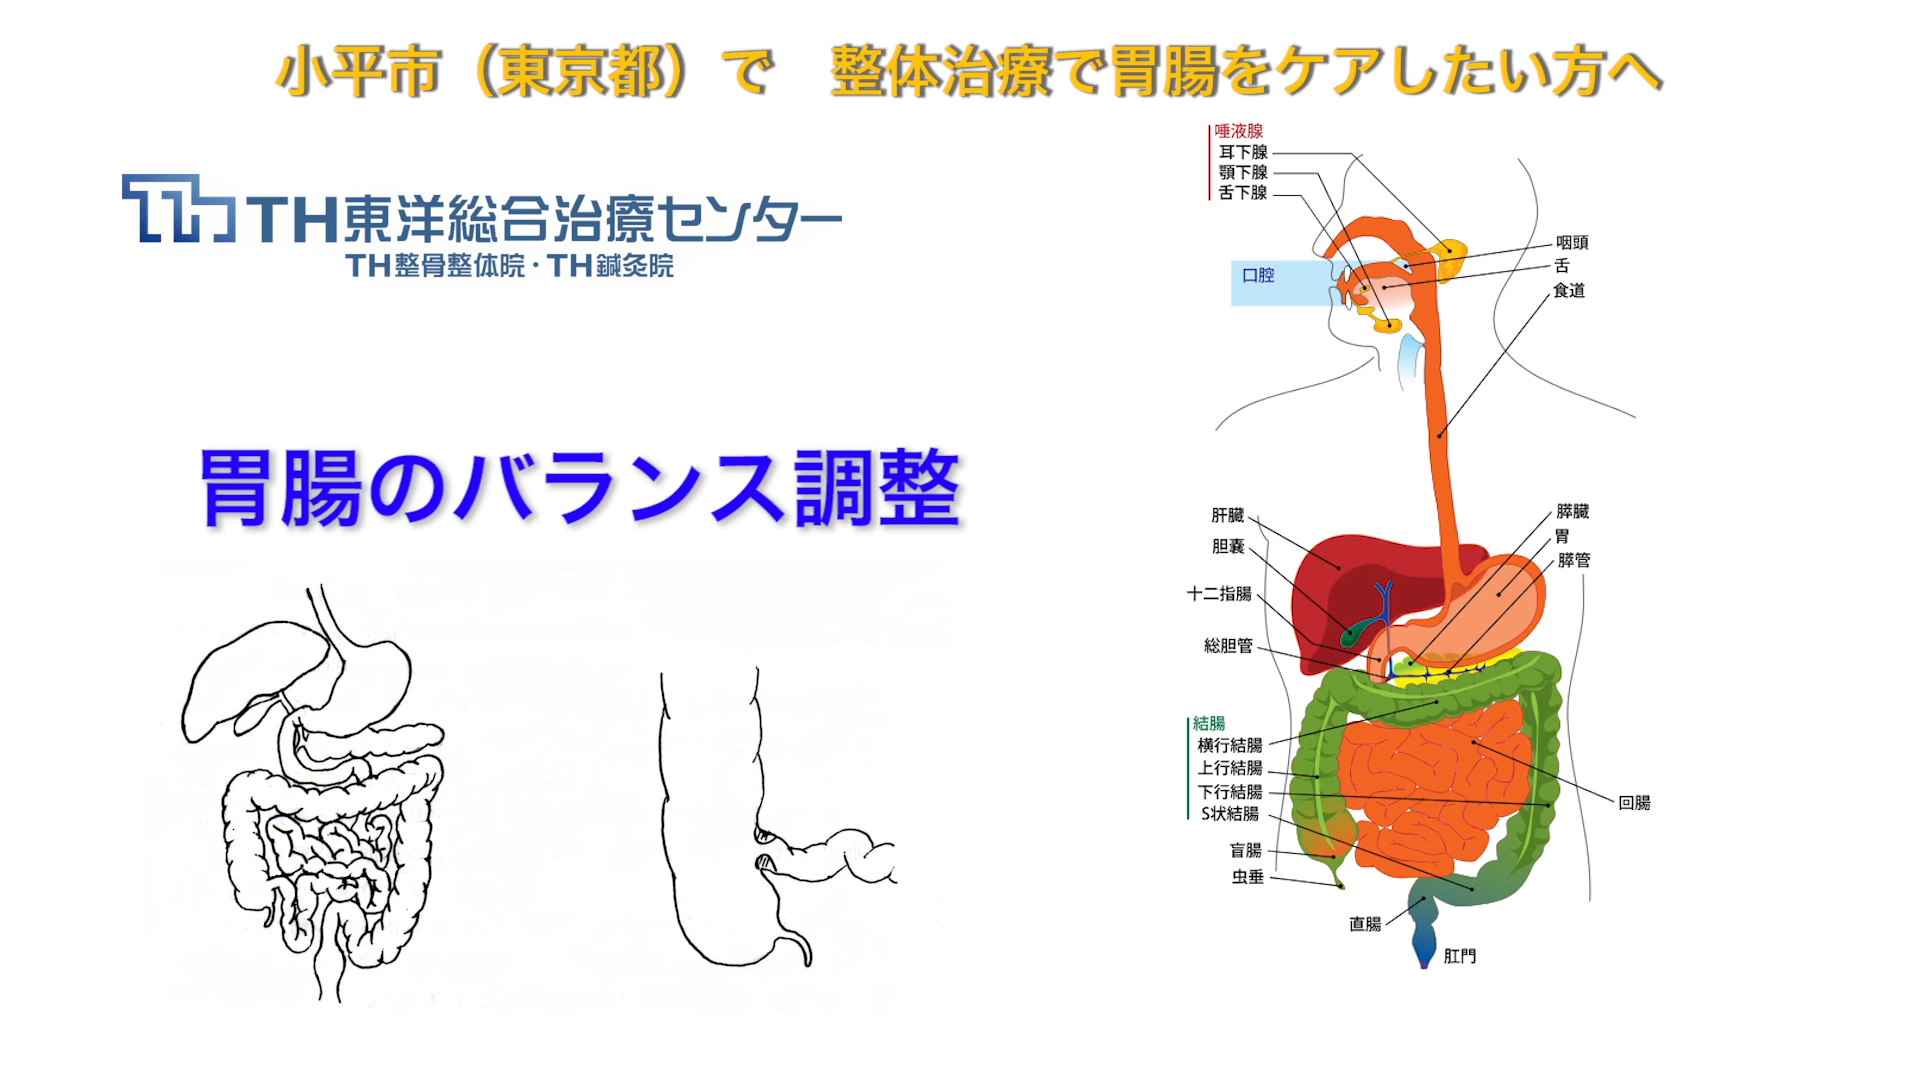 小平市（東京都）で　整体治療で胃腸をケアしたい方へ
TH東洋総合治療センター
TH整骨整体院・TH鍼灸院
胃腸のバランス調整
唾液腺
耳下腺
顎下腺
舌下腺
口腔
咽頭
舌
食道
肝臓
胆嚢
十二指腸
総胆管
膵臓
胃
膵管
結腸
横行結腸
上行結腸
下行結腸
S状結腸
盲腸
虫垂
回腸
直腸
肛門